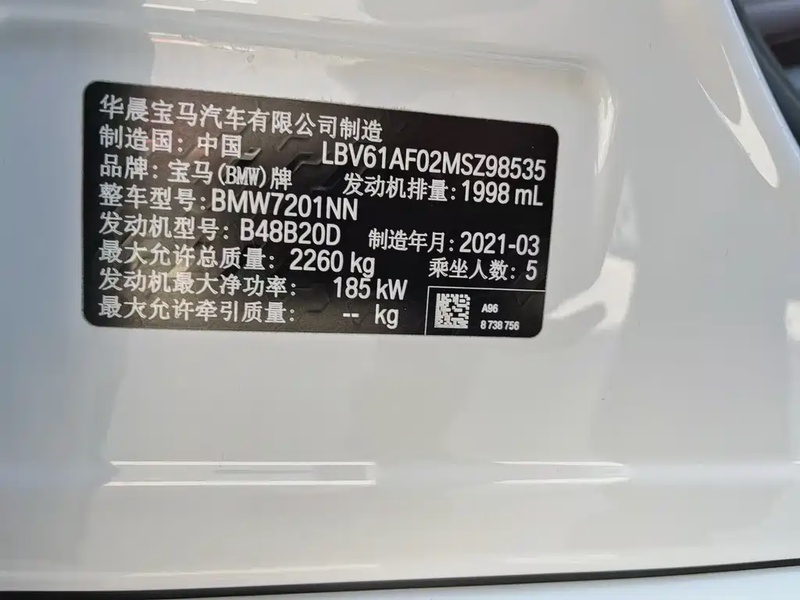 华晨宝马汽车有限公司制造
制造国：中国 LBV61AF02MSZ98535
品牌：宝马(BMW)牌 发动机排量：1998 mL
整车型号：BMW7201NN
发动机型号：B48B20D 制造年月：2021-03
最大允许总质量：2260 kg 乘坐人数：5
发动机最大净功率：185 kW
最大允许牵引质量：-- kg
A96
8 738 756